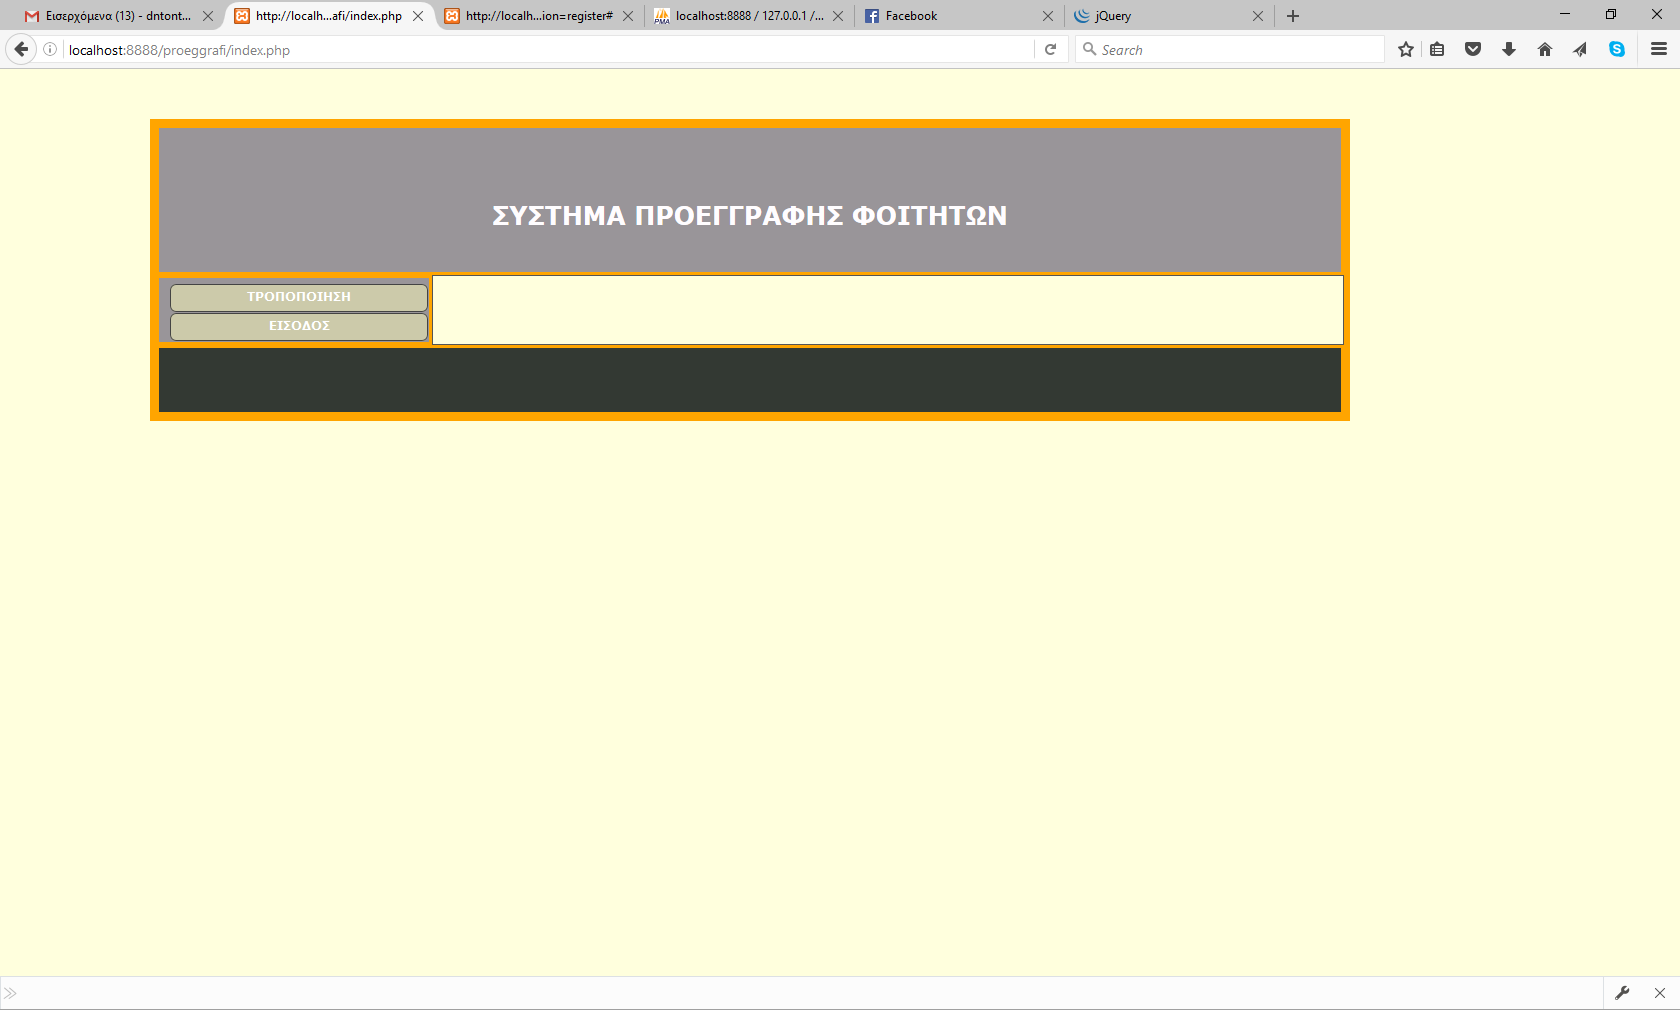 Εισερχόμενα (13) - dntont...
http://localh...afi/index.php
http://localh...ion=register#
PMA
localhost:8888 / 127.0.0.1 /...
Facebook
jQuery
localhost:8888/proeggrafi/index.php
Search
ΣΥΣΤΗΜΑ ΠΡΟΕΓΓΡΑΦΗΣ ΦΟΙΤΗΤΩΝ
ΤΡΟΠΟΠΟΙΗΣΗ
ΕΙΣΟΔΟΣ